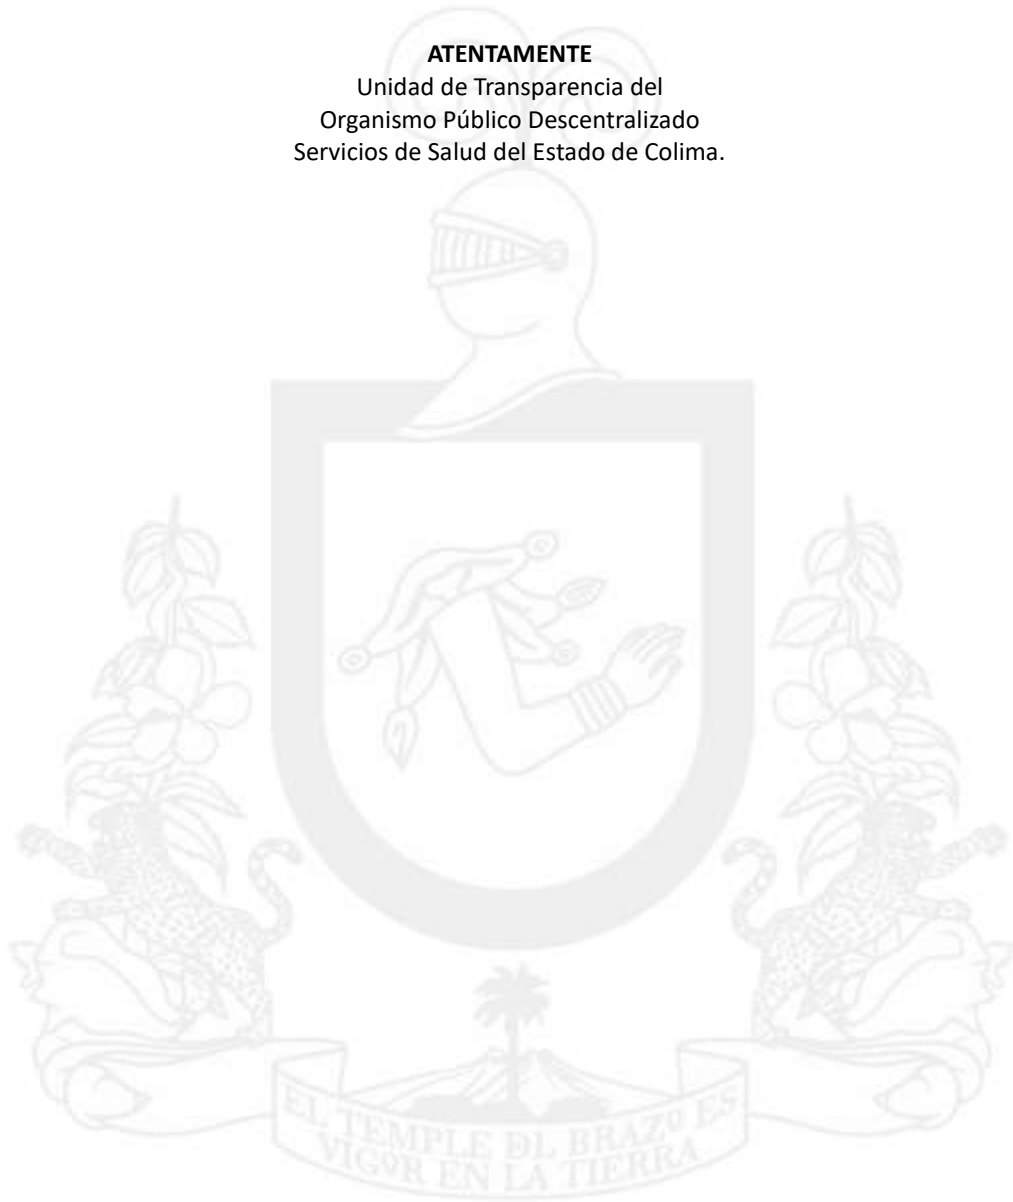 ATENTAMENTE
Unidad de Transparencia del
Organismo Público Descentralizado
Servicios de Salud del Estado de Colima.
EL TEMPLE DL BRAZO ES
VIGOR EN LA TIERRA